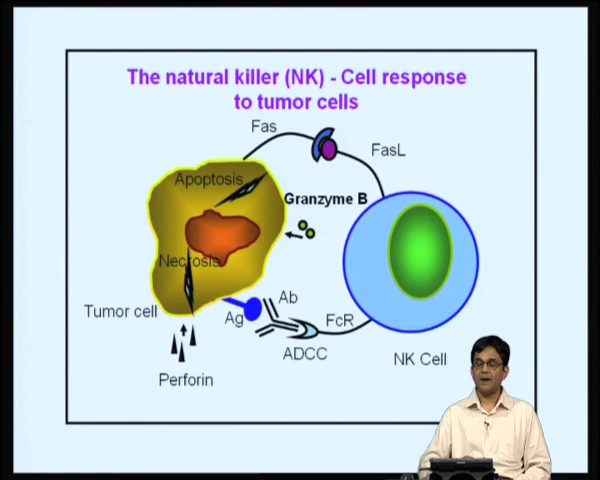 The natural killer (NK) - Cell response
to tumor cells
Fas
FasL
Apoptosis
Granzyme B
Necrosis
Tumor cell
Ag
Ab
FcR
ADCC
NK Cell
Perforin